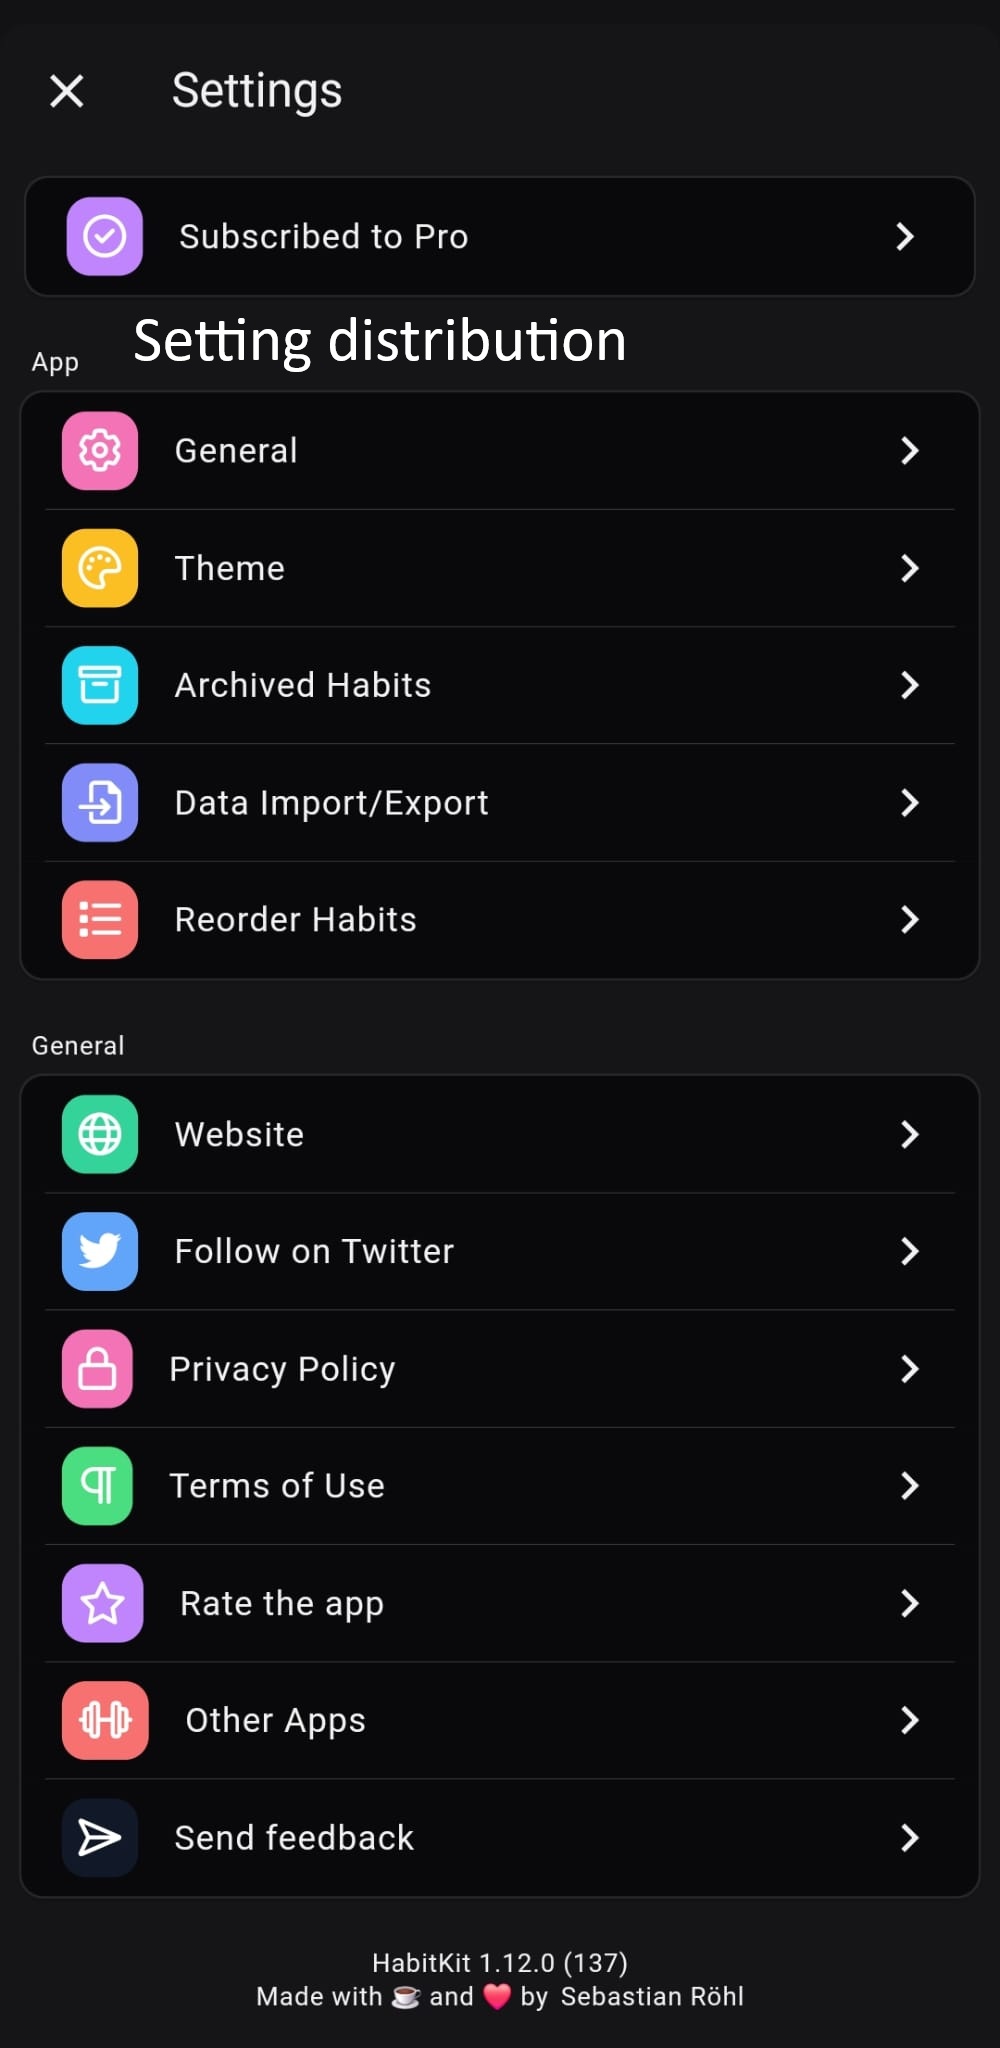 Settings
Subscribed to Pro
Setting distribution
App
General
Theme
Archived Habits
Data Import/Export
Reorder Habits
General
Website
Follow on Twitter
Privacy Policy
Terms of Use
Rate the app
Other Apps
Send feedback
HabitKit 1.12.0 (137)
Made with ☕ and ❤️ by Sebastian Röhl